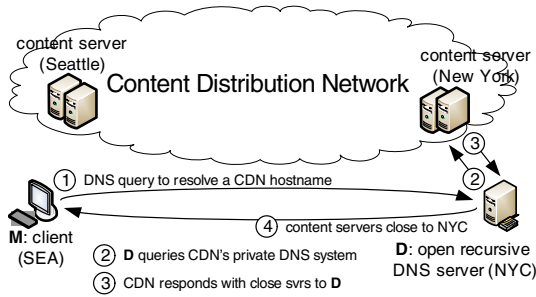 content server
(Seattle)
Content Distribution Network
content server
(New York)
3
2
1 DNS query to resolve a CDN hostname
4 content servers close to NYC
M: client
(SEA)
2 D queries CDN's private DNS system
3 CDN responds with close svrs to D
D: open recursive
DNS server (NYC)